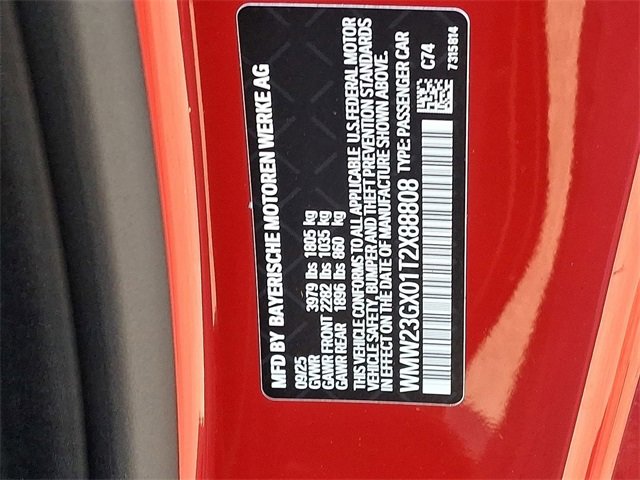 MFD BY BAYERISCHE MOTOREN WERKE AG
09/25
GVWR 3979 lbs 1805 kg
GAWR FRONT 2282 lbs 1035 kg
GAWR REAR 1896 lbs 860 kg
THIS VEHICLE CONFORMS TO ALL APPLICABLE U.S.FEDERAL MOTOR
VEHICLE SAFETY, BUMPER AND THEFT PREVENTION STANDARDS
IN EFFECT ON THE DATE OF MANUFACTURE SHOWN ABOVE.
WMW23GX01T2X88808 TYPE: PASSENGER CAR
C74
7315814